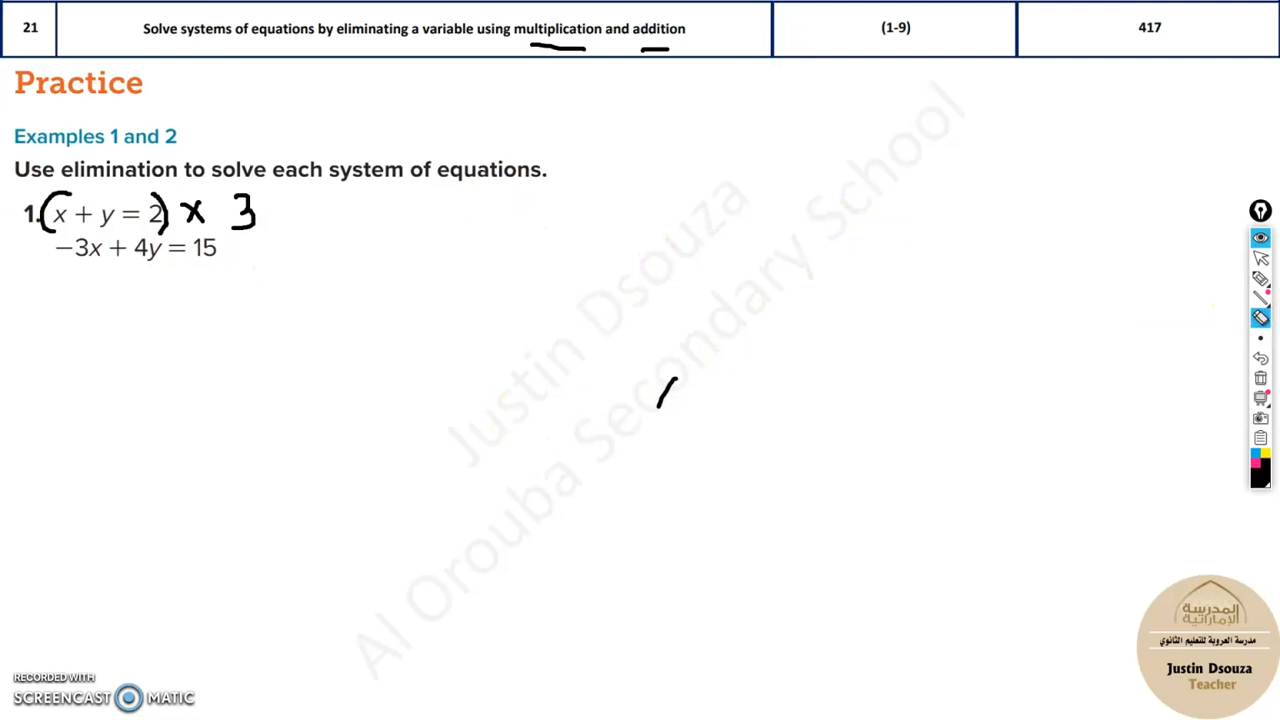 21 Solve systems of equations by eliminating a variable using multiplication and addition (1-9) 417
Practice
Examples 1 and 2
Use elimination to solve each system of equations.
1. (x + y = 2) x 3
−3x + 4y = 15
Justin Dsouza
Al Orouba Secondary School
المدرسة
الإماراتية
مدرسة العروبة للتعليم الثانوي
Justin Dsouza
Teacher
RECORDED WITH
SCREENCAST MATIC